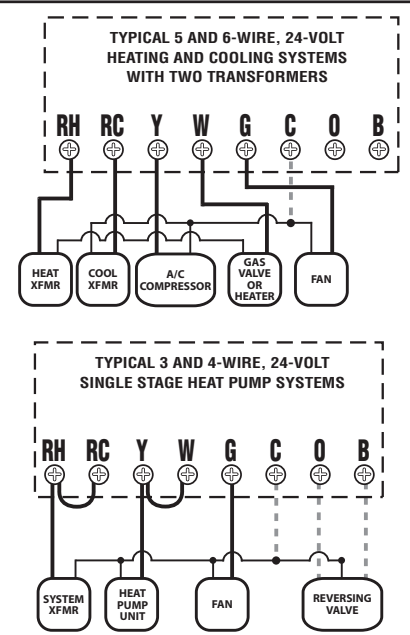 TYPICAL 5 AND 6-WIRE, 24-VOLT
HEATING AND COOLING SYSTEMS
WITH TWO TRANSFORMERS
RH RC Y W G C O B
HEAT
XFMR
COOL
XFMR
A/C
COMPRESSOR
GAS
VALVE
OR
HEATER
FAN
TYPICAL 3 AND 4-WIRE, 24-VOLT
SINGLE STAGE HEAT PUMP SYSTEMS
RH RC Y W G C O B
SYSTEM
XFMR
HEAT
PUMP
UNIT
FAN
REVERSING
VALVE